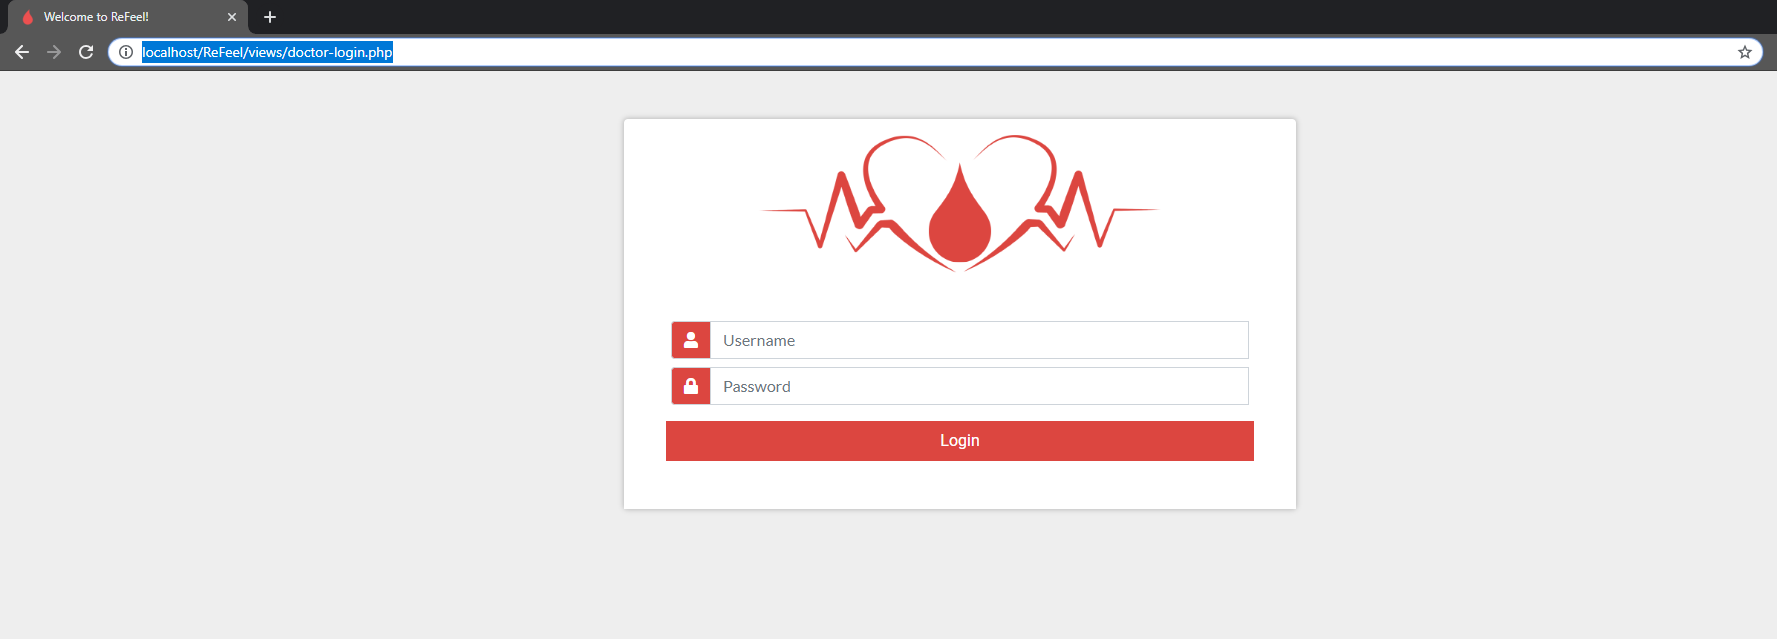 Welcome to ReFeel!
localhost/ReFeel/views/doctor-login.php
Username
Password
Login